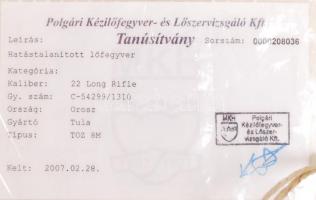 Polgári Kézilőfegyver- és Lőszervizsgáló Kft
Leírás: Tanúsítvány Sorszám: 0000208036
Hatástalanított lőfegyver
Kategória:
Kaliber: 22 Long Rifle
Gy. szám: C-54299/1310
Ország: Orosz
Gyártó Tula
Típus: TOZ 8M
MKH
Polgári
Kézilőfegyver-
és Lőszer-
vizsgáló Kft.
Kelt: 2007.02.28.